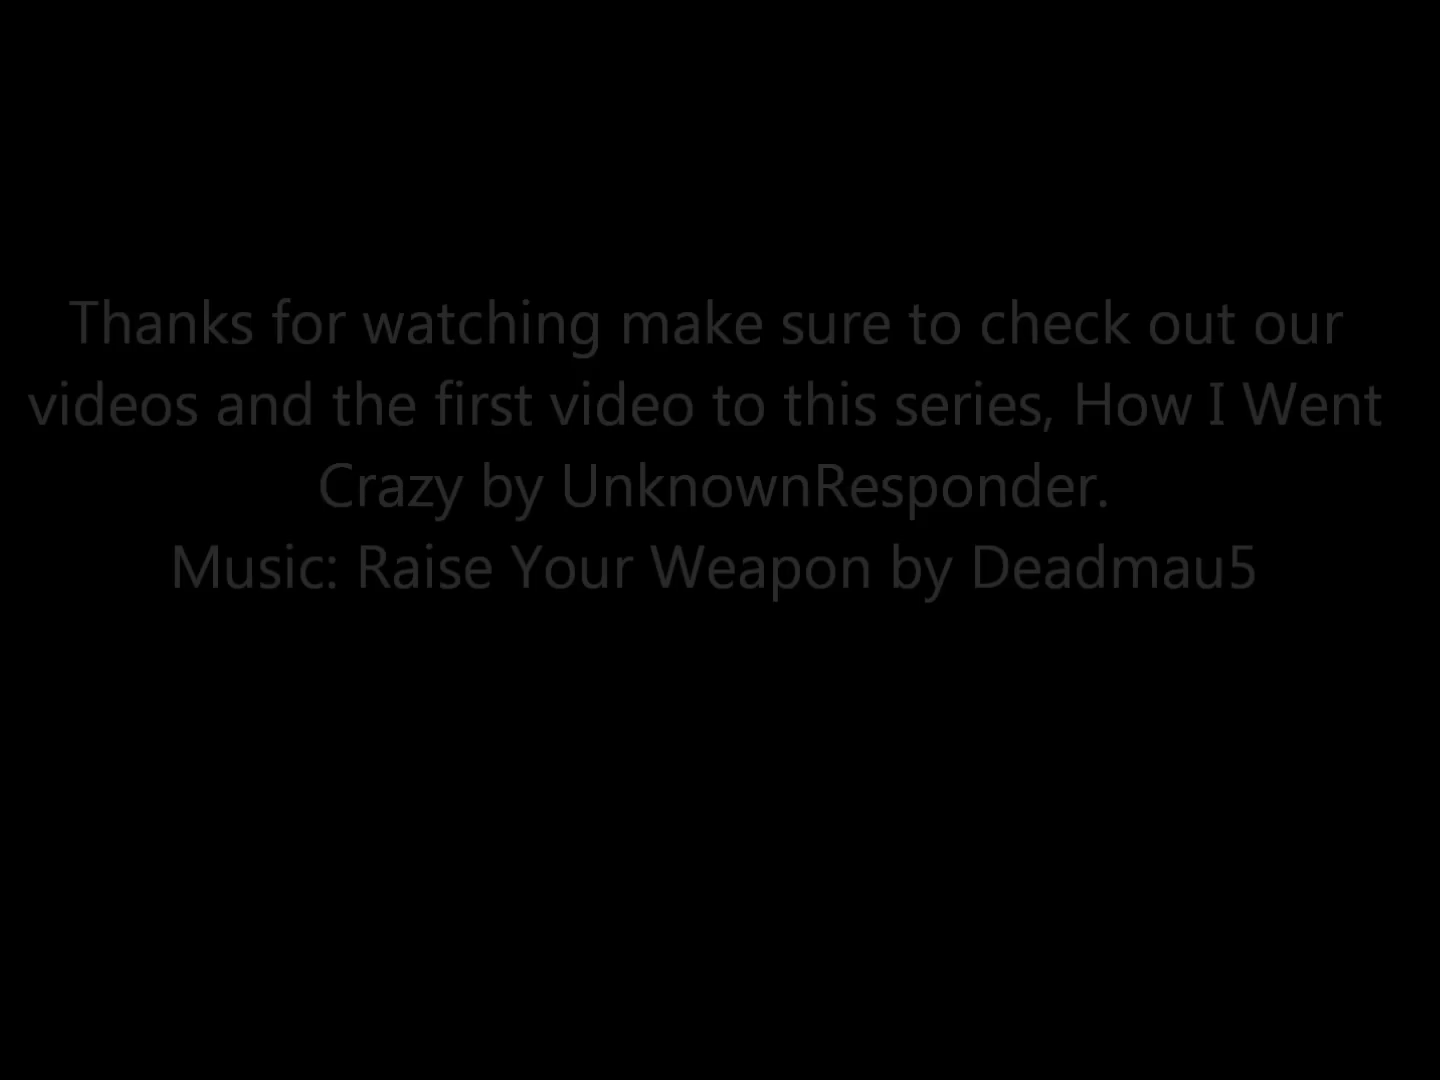 Thanks for watching make sure to check out our
videos and the first video to this series, How I Went
Crazy by UnknownResponder.
Music: Raise Your Weapon by Deadmau5